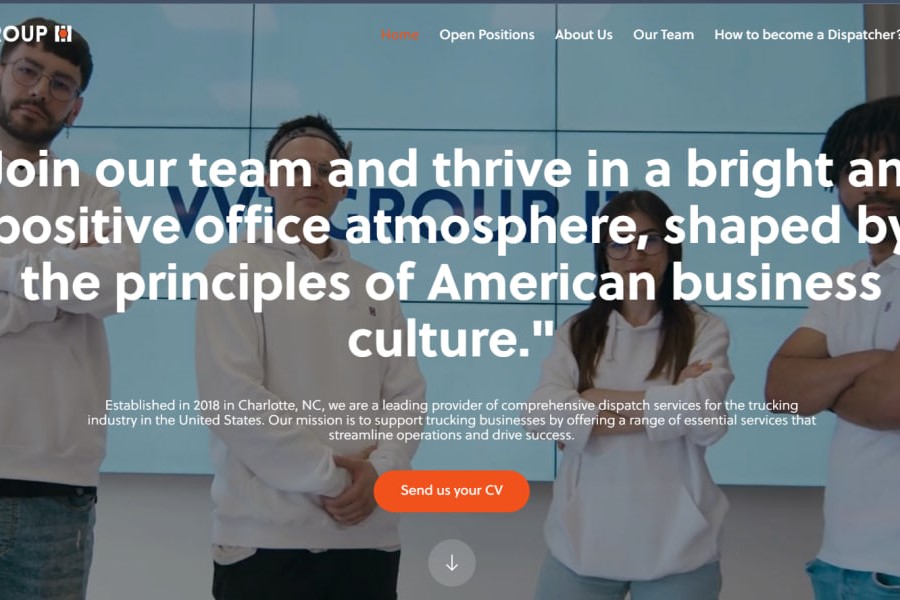 GROUP
Home Open Positions About Us Our Team How to become a Dispatcher?
Join our team and thrive in a bright an
positive office atmosphere, shaped by
the principles of American business
culture."
Established in 2018 in Charlotte, NC, we are a leading provider of comprehensive dispatch services for the trucking
industry in the United States. Our mission is to support trucking businesses by offering a range of essential services that
streamline operations and drive success.
Send us your CV